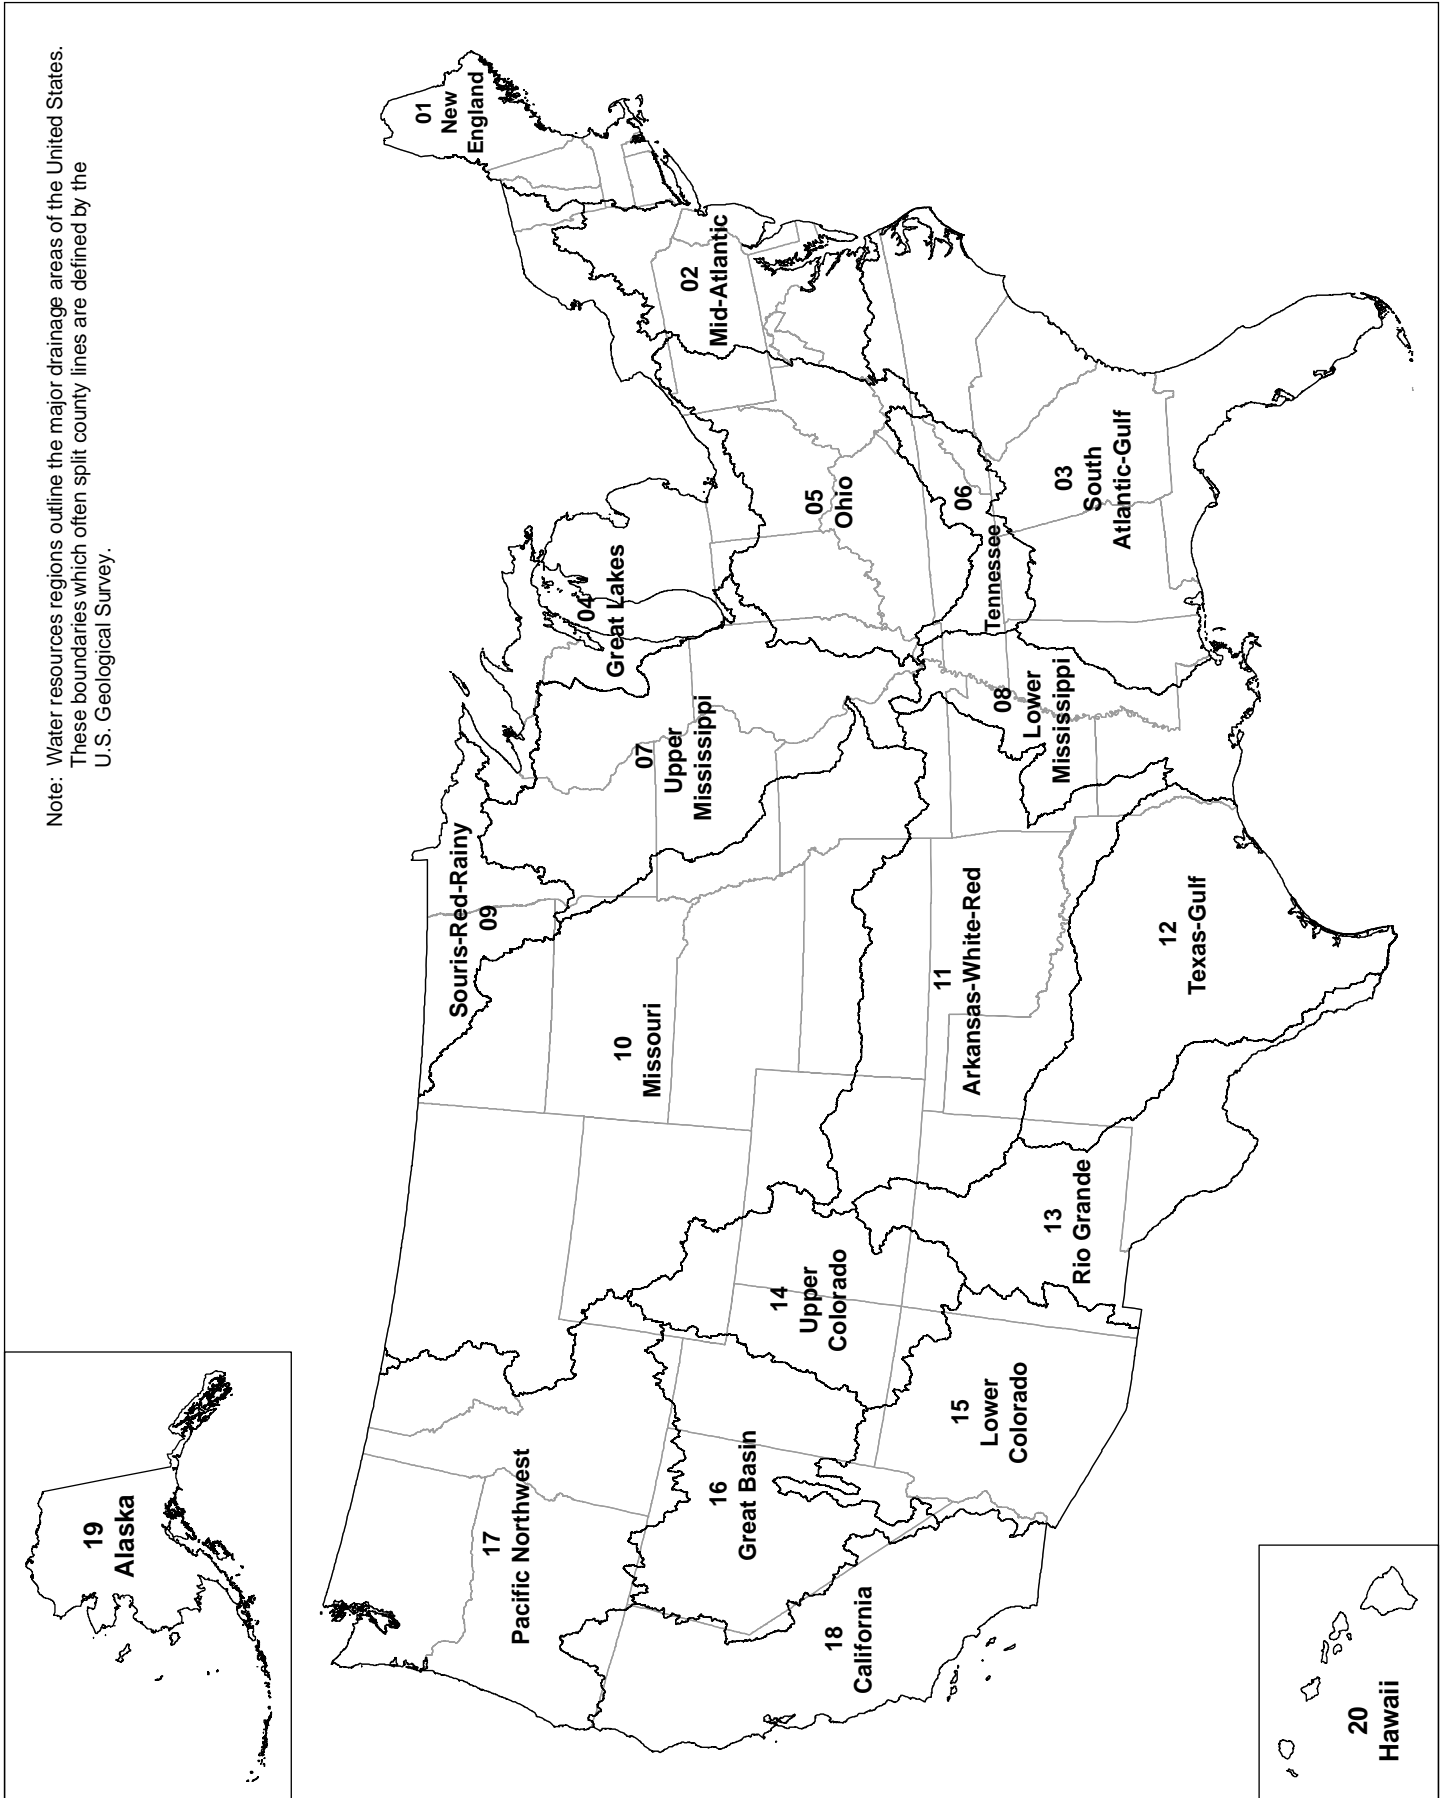 Note: Water resources regions outline the major drainage areas of the United States.
These boundaries which often split county lines are defined by the
U.S. Geological Survey.
19
Alaska
17
Pacific Northwest
10
Missouri
Souris-Red-Rainy
09
07
Upper
Mississippi
04
Great Lakes
01
New
England
02
Mid-Atlantic
05
Ohio
06
Tennessee
03
South
Atlantic-Gulf
08
Lower
Mississippi
11
Arkansas-White-Red
12
Texas-Gulf
13
Rio Grande
14
Upper
Colorado
15
Lower
Colorado
16
Great Basin
18
California
20
Hawaii